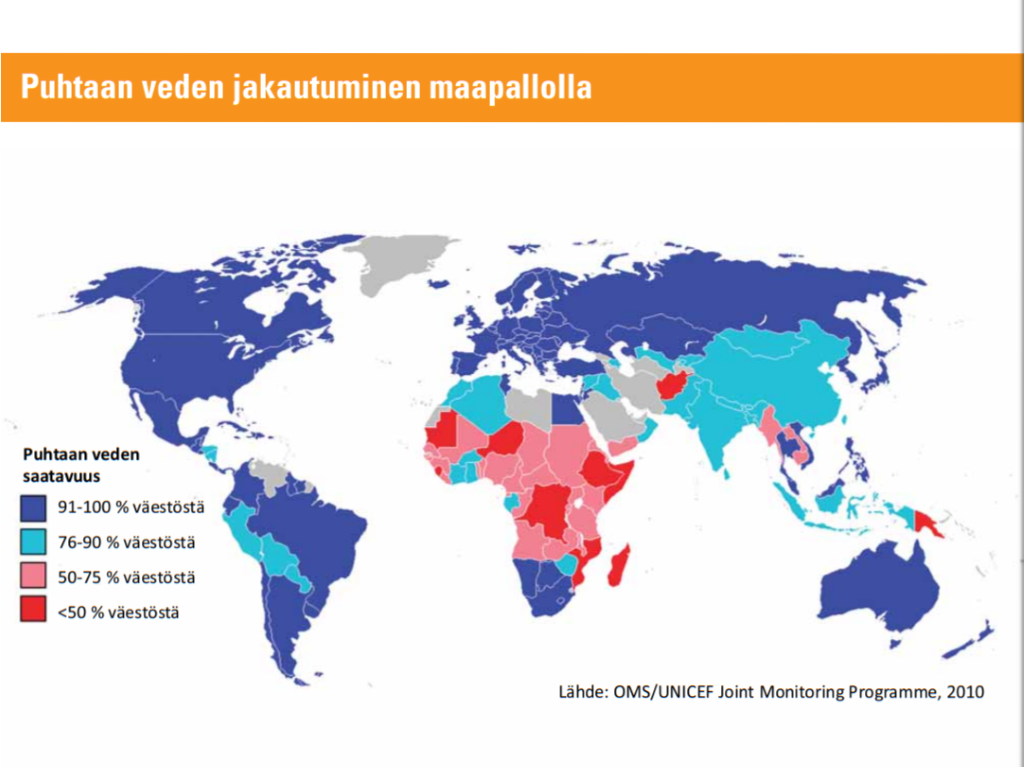 Puhtaan veden jakautuminen maapallolla
Puhtaan veden
saatavuus
91-100 % väestöstä
76-90 % väestöstä
50-75 % väestöstä
<50 % väestöstä
Lähde: OMS/UNICEF Joint Monitoring Programme, 2010